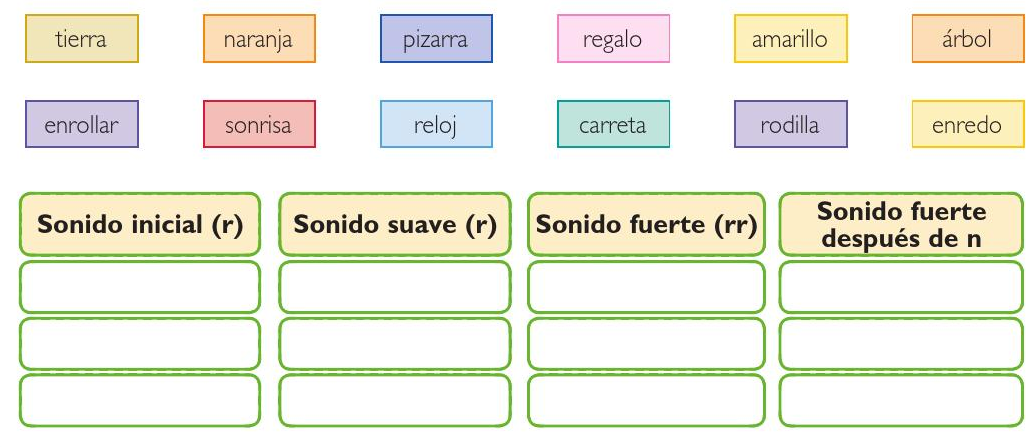 tierra naranja pizarra regalo amarillo árbol
enrollar sonrisa reloj carreta rodilla enredo
Sonido inicial (r) Sonido suave (r) Sonido fuerte (rr) Sonido fuerte
después de n